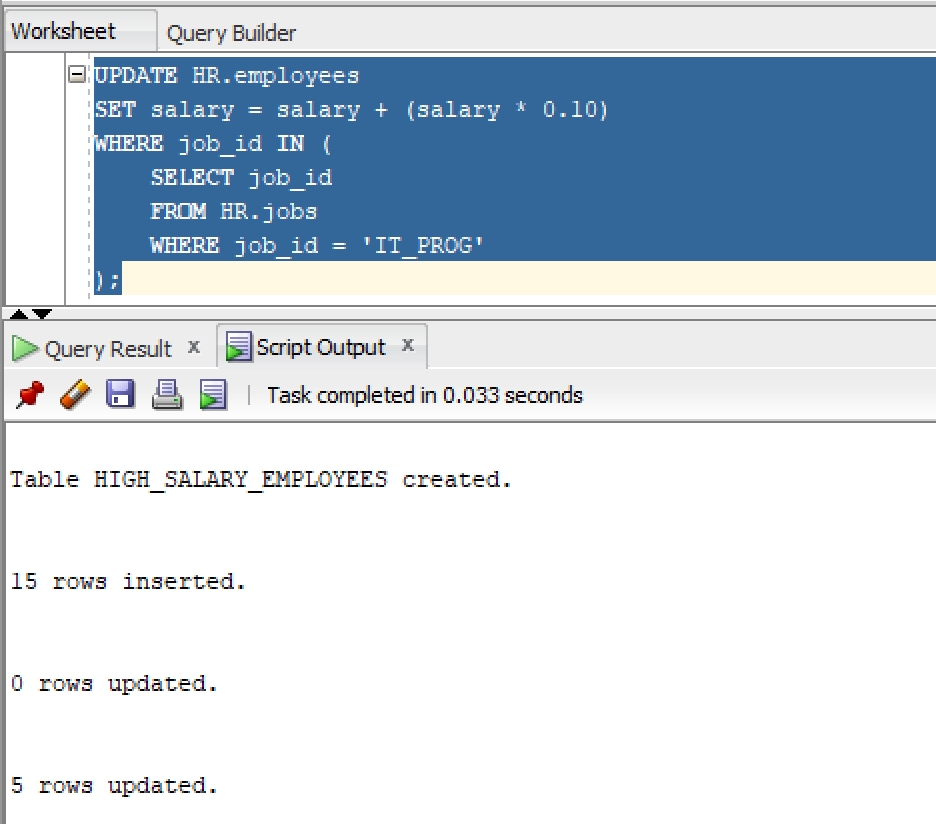 Worksheet Query Builder
UPDATE HR.employees
SET salary = salary + (salary * 0.10)
WHERE job_id IN (
    SELECT job_id
    FROM HR.jobs
    WHERE job_id = 'IT_PROG'
);
Query Result x Script Output x
Task completed in 0.033 seconds
Table HIGH_SALARY_EMPLOYEES created.
15 rows inserted.
0 rows updated.
5 rows updated.